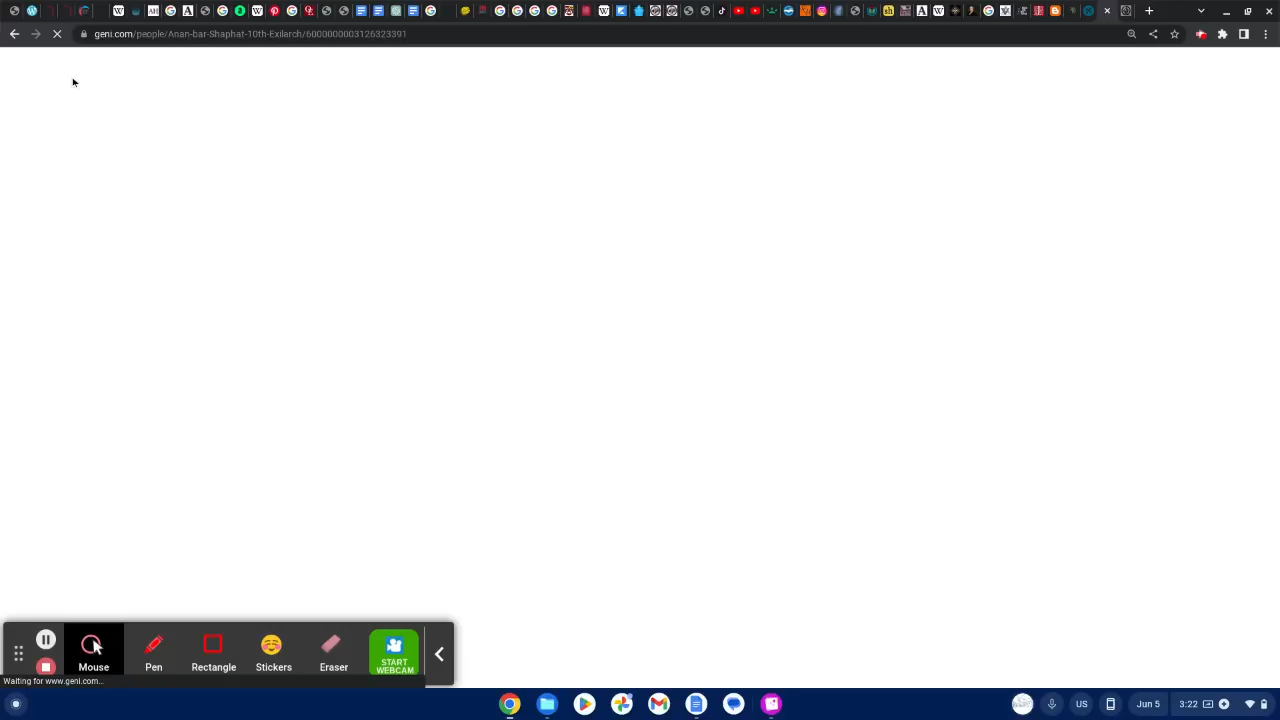 geni.com/people/Anan-bar-Shaphat-10th-Exilarch/6000000003126323391
Mouse
Pen
Rectangle
Stickers
Eraser
START
WEBCAM
Waiting for www.geni.com...
US
Jun 5
3:22